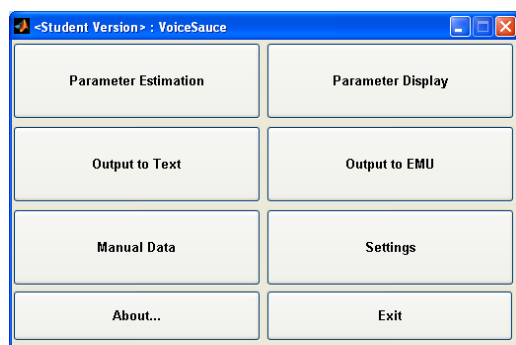 <Student Version> : VoiceSauce
Parameter Estimation
Parameter Display
Output to Text
Output to EMU
Manual Data
Settings
About...
Exit